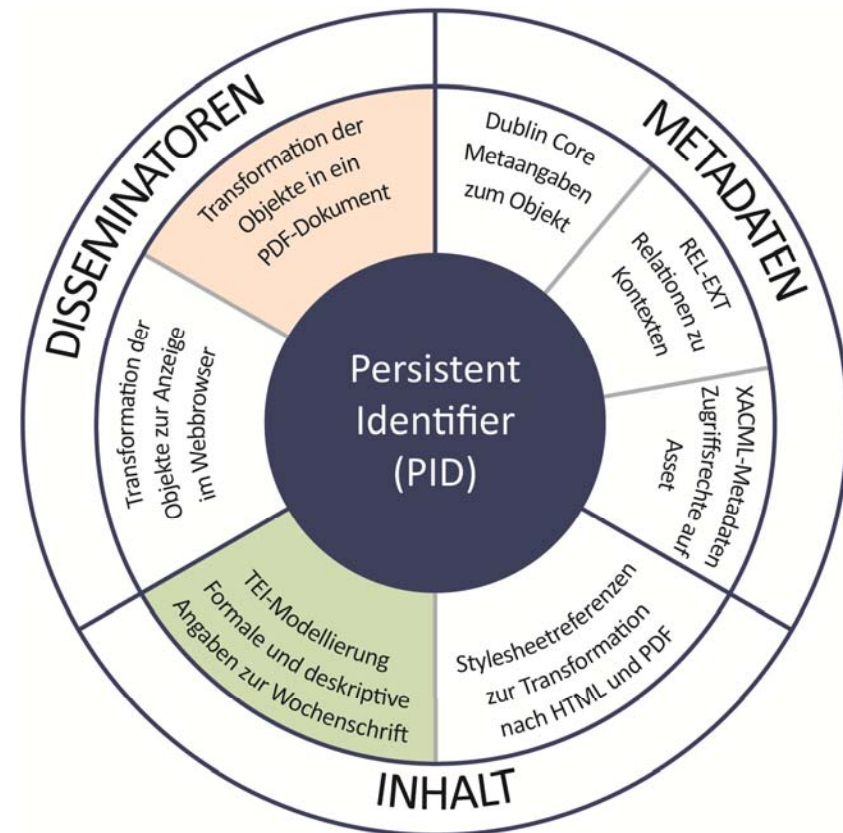 DISSEMINATOREN
METADATEN
INHALT
Transformation der
Objekte in ein
PDF-Dokument
Dublin Core
Metaangaben
zum Objekt
REL-EXT
Relationen zu
Kontexten
XACML-Metadaten
Zugriffsrechte auf
Asset
Stylesheetreferenzen
zur Transformation
nach HTML und PDF
TEI-Modellierung
Formale und deskriptive
Angaben zur Wochenschrift
Transformation der
Objekte zur Anzeige
im Webbrowser
Persistent
Identifier
(PID)